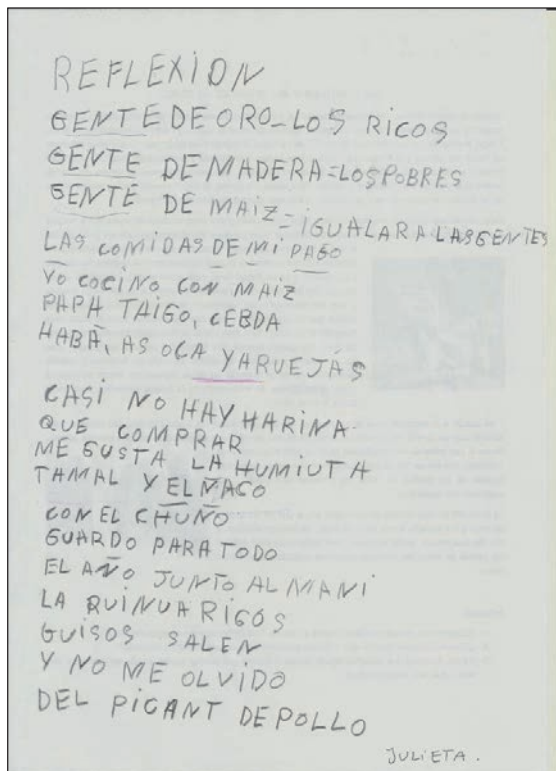 REFLEXION
GENTE DE ORO_LOS RICOS
GENTE DE MADERA=LOS POBRES
GENTE DE MAIZ=IGUALAR A LAS GENTES
LAS COMIDAS DE MI PAGO
YO COCINO CON MAIZ
PAPA TAIGO, CEBDA
HABA, AS OCA Y ARUEJAS
CASI NO HAY HARINA
QUE COMPRAR
ME GUSTA LA HUMIUTA
TAMAL Y EL ÑACO
CON EL CHUÑO
GUARDO PARA TODO
EL AÑO JUNTO AL MANI
LA QUINUA RIGOS
GUISOS SALEN
Y NO ME OLVIDO
DEL PICANT DE POLLO
JULIETA.